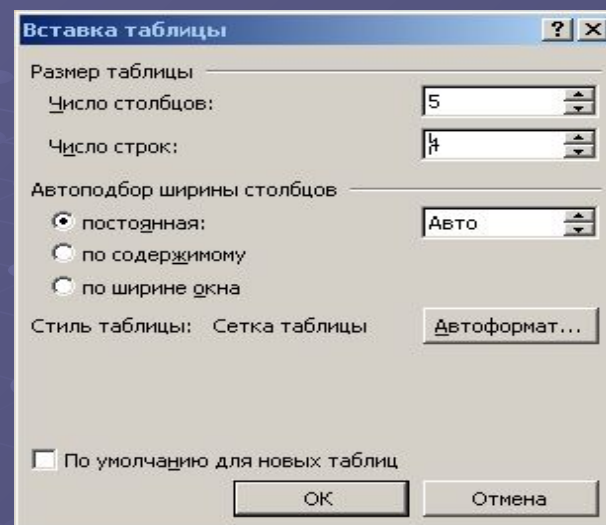 Вставка таблицы
Размер таблицы
Число столбцов: 5
Число строк:
Автоподбор ширины столбцов
постоянная: Авто
по содержимому
по ширине окна
Стиль таблицы: Сетка таблицы Автоформат...
По умолчанию для новых таблиц
ОК Отмена